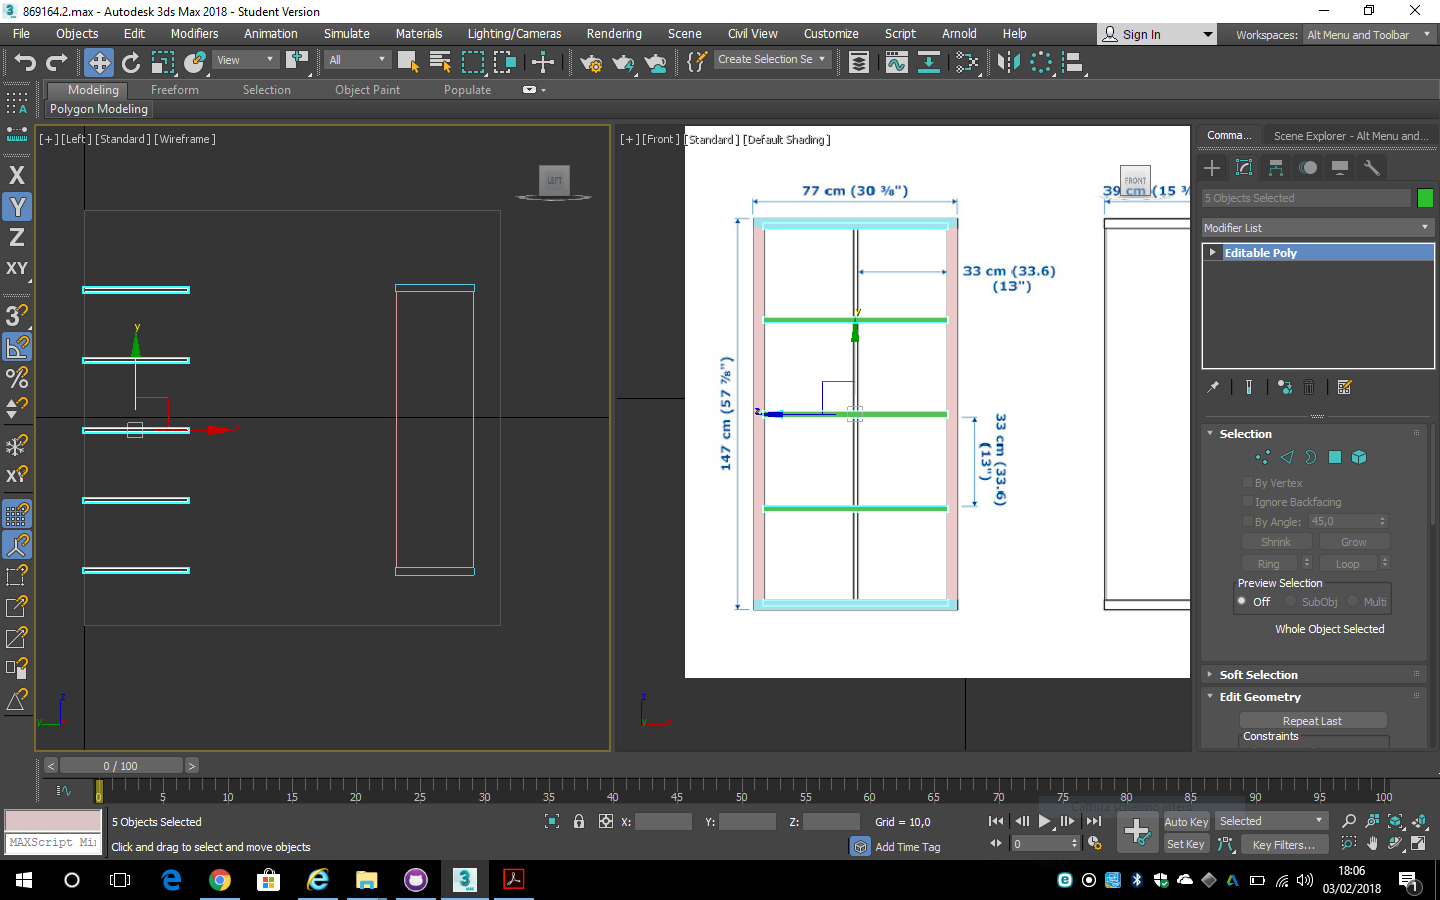 869164.2.max - Autodesk 3ds Max 2018 - Student Version
File Objects Edit Modifiers Animation Simulate Materials Lighting/Cameras Rendering Scene Civil View Customize Script Arnold Help
Sign In
Workspaces: Alt Menu and Toolbar
View
All
Create Selection Se
Modeling Freeform Selection Object Paint Populate
Polygon Modeling
[+] [Left ] [Standard ] [Wireframe ]
LEFT
[+] [Front ] [Standard ] [Default Shading ]
FRONT
77 cm (30 ⅜")
39 cm (15
33 cm (33.6)
(13")
147 cm (57 ⅞")
33 cm (33.6)
(13")
X
Y
Z
XY
3
%
XY
y
x
y
z
z
y
z
y
Comma...
Scene Explorer - Alt Menu and...
5 Objects Selected
Modifier List
Editable Poly
Selection
By Vertex
Ignore Backfacing
By Angle: 45,0
Shrink Grow
Ring Loop
Preview Selection
Off SubObj Multi
Whole Object Selected
Soft Selection
Edit Geometry
Repeat Last
Constraints
< 0 / 100 >
0 5 10 15 20 25 30 35 40 45 50 55 60 65 70 75 80 85 90 95 100
Cattura schermo intero
5 Objects Selected
X: Y: Z: Grid = 10,0
Auto Key Selected
MAXScript Mi
Click and drag to select and move objects
Add Time Tag
0
Set Key Key Filters...
3
MAX
18:06
03/02/2018
1